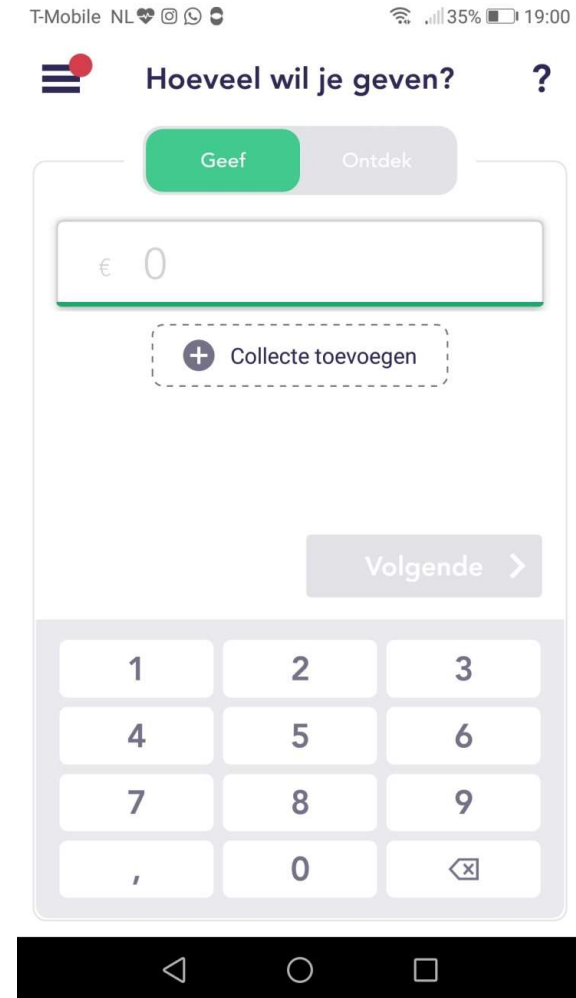 T-Mobile NL 35% 19:00
Hoeveel wil je geven? ?
Geef Ontdek
€ 0
Collecte toevoegen
Volgende
1 2 3
4 5 6
7 8 9
, 0